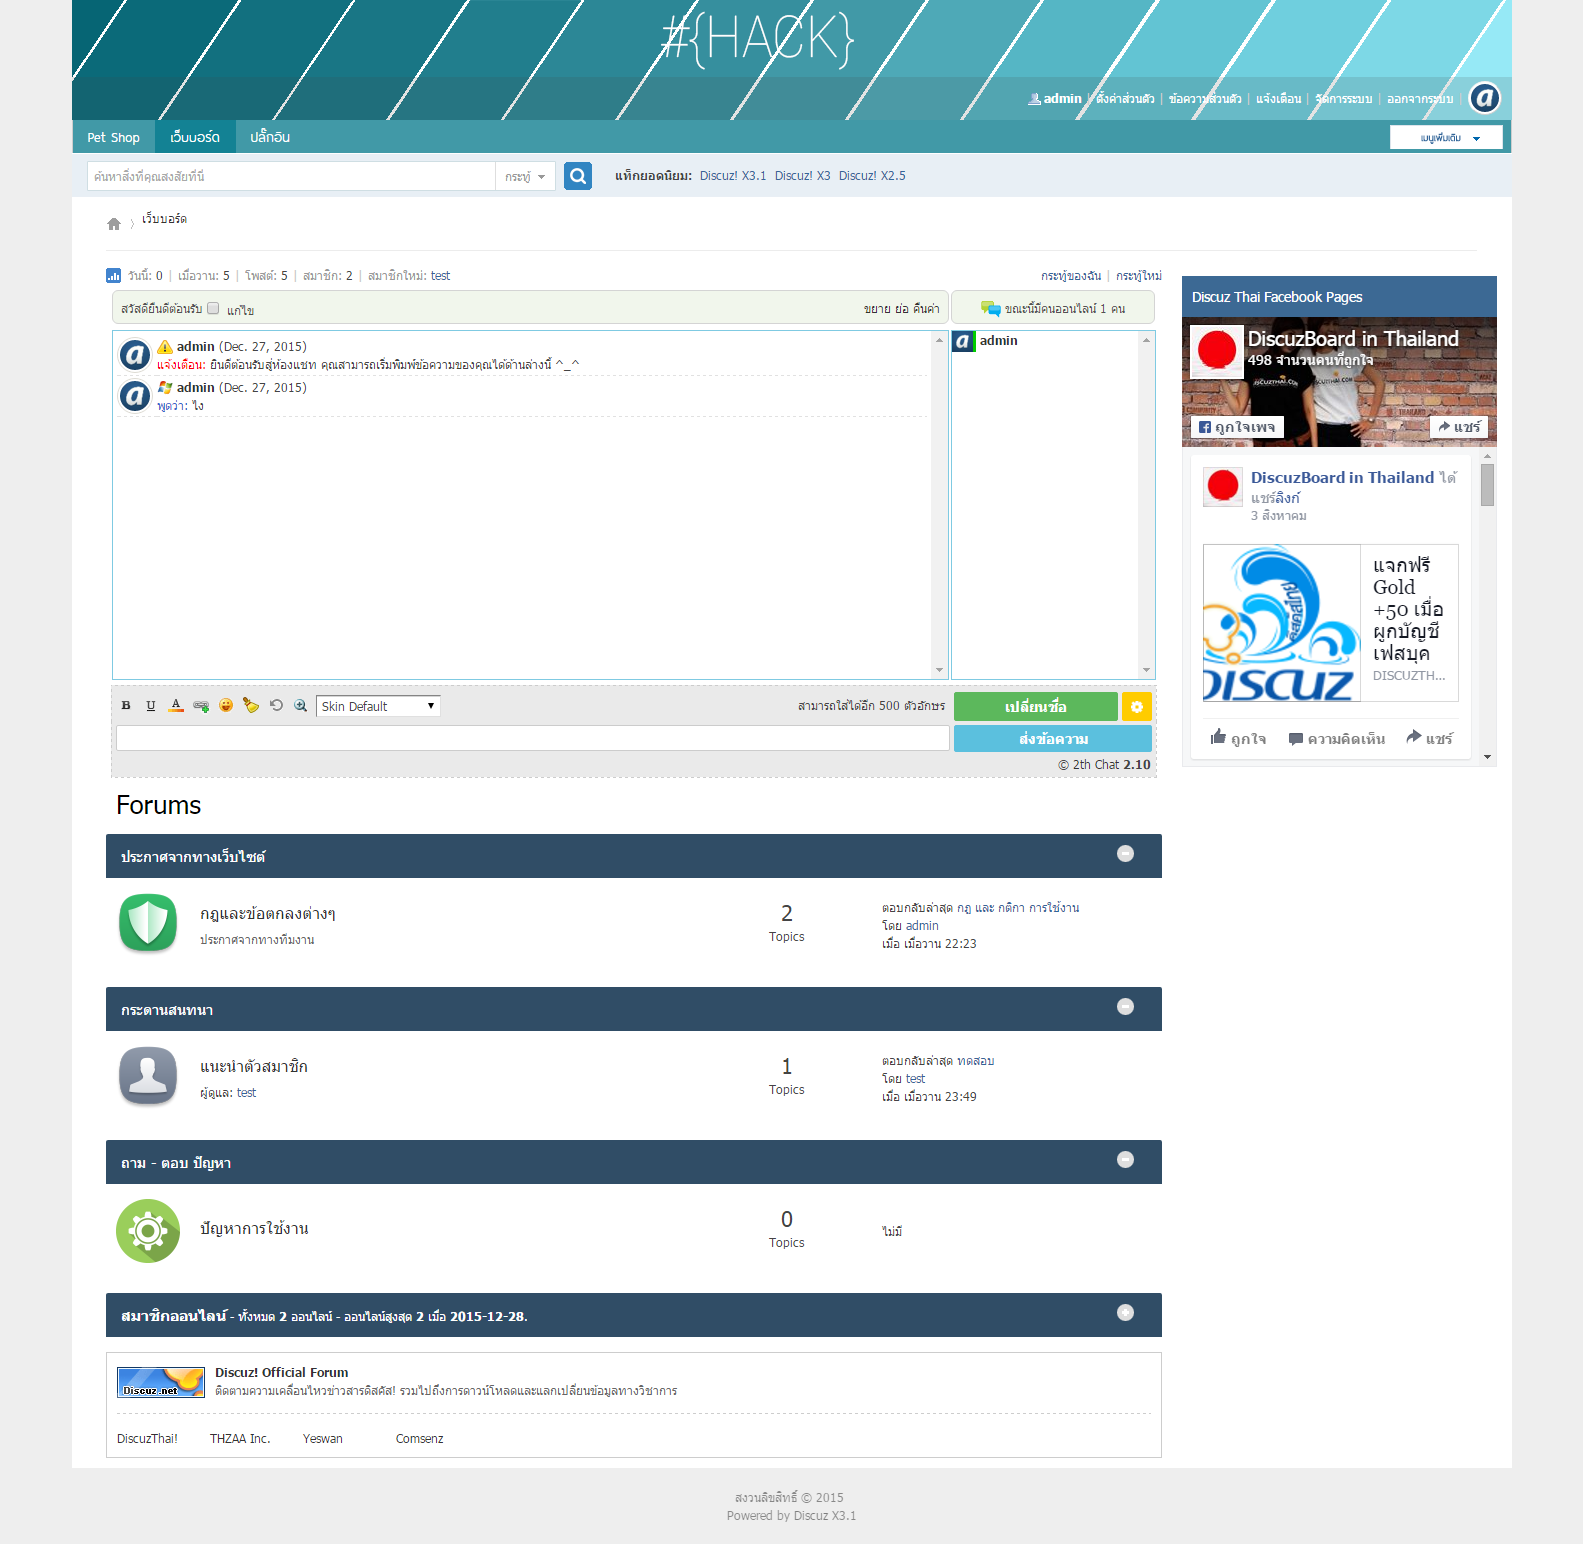 #{HACK}
admin | ตั้งค่าส่วนตัว | ข้อความส่วนตัว | แจ้งเตือน | จัดการระบบ | ออกจากระบบ |
Pet Shop เว็บบอร์ด ปลั๊กอิน เมนูเพิ่มเติม
ค้นหาสิ่งที่คุณสงสัยที่นี่ กระทู้ แท็กยอดนิยม: Discuz! X3.1 Discuz! X3 Discuz! X2.5
เว็บบอร์ด
วันนี้: 0 | เมื่อวาน: 5 | โพสต์: 5 | สมาชิก: 2 | สมาชิกใหม่: test กระทู้ของฉัน | กระทู้ใหม่
สวัสดียินดีต้อนรับ แก้ไข ขยาย ย่อ คืนค่า ขณะนี้มีคนออนไลน์ 1 คน
admin (Dec. 27, 2015)
แจ้งเตือน: ยินดีต้อนรับสู่ห้องแชท คุณสามารถเริ่มพิมพ์ข้อความของคุณได้ด้านล่างนี้ ^_^
admin (Dec. 27, 2015)
พูดว่า: ไง
admin
B U A Skin Default สามารถใส่ได้อีก 500 ตัวอักษร เปลี่ยนชื่อ
ส่งข้อความ
© 2th Chat 2.10
Discuz Thai Facebook Pages
DiscuzBoard in Thailand
498 จำนวนคนที่ถูกใจ
ถูกใจเพจ แชร์
DiscuzBoard in Thailand ได้
แชร์ลิงก์
3 สิงหาคม
แจกฟรี
Gold
+50 เมื่อ
ผูกบัญชี
เฟสบุค
DISCUZTH...
ดิสคัสไทย
DISCUZ
ถูกใจ ความคิดเห็น แชร์
Forums
ประกาศจากทางเว็บไซต์
กฎและข้อตกลงต่างๆ
ประกาศจากทางทีมงาน
2
Topics
ตอบกลับล่าสุด กฎ และ กติกา การใช้งาน
โดย admin
เมื่อ เมื่อวาน 22:23
กระดานสนทนา
แนะนำตัวสมาชิก
ผู้ดูแล: test
1
Topics
ตอบกลับล่าสุด ทดสอบ
โดย test
เมื่อ เมื่อวาน 23:49
ถาม - ตอบ ปัญหา
ปัญหาการใช้งาน
0
Topics
ไม่มี
สมาชิกออนไลน์ - ทั้งหมด 2 ออนไลน์ - ออนไลน์สูงสุด 2 เมื่อ 2015-12-28.
Discuz.net
Discuz! Official Forum
ติดตามความเคลื่อนไหวข่าวสารดิสคัส! รวมไปถึงการดาวน์โหลดและแลกเปลี่ยนข้อมูลทางวิชาการ
DiscuzThai! THZAA Inc. Yeswan Comsenz
สงวนลิขสิทธิ์ © 2015
Powered by Discuz X3.1